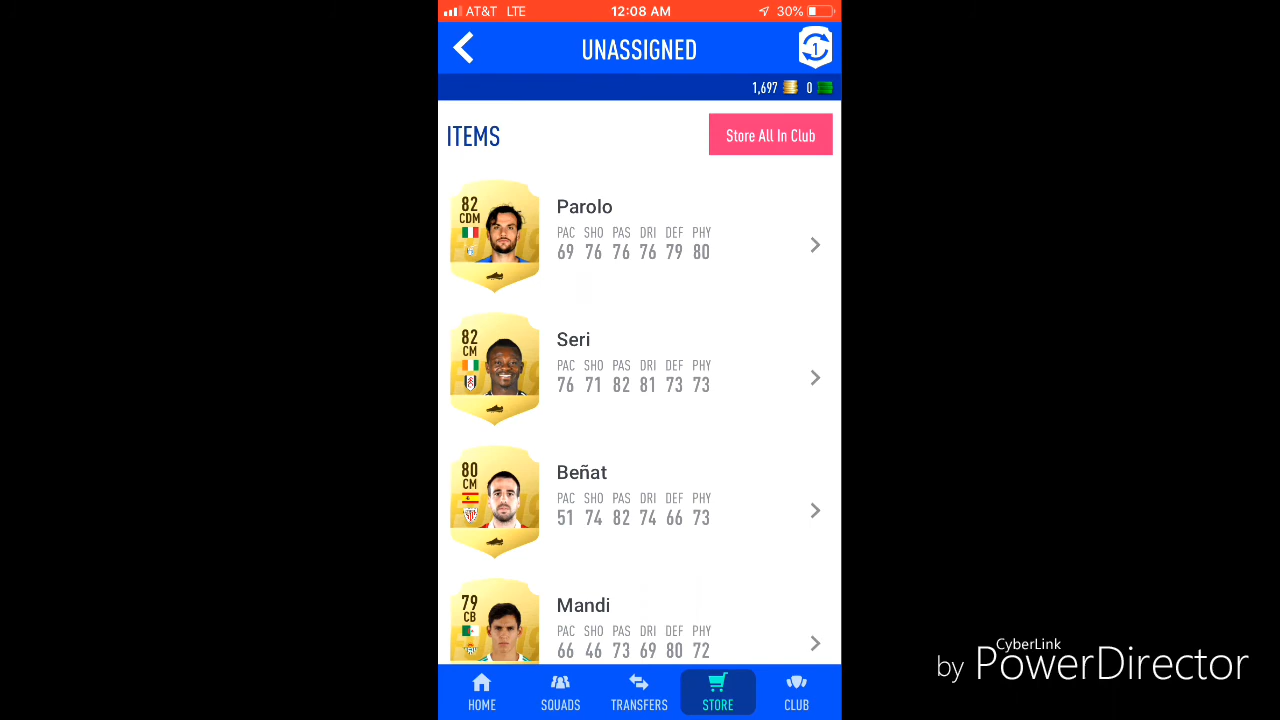 AT&T LTE 12:08 AM 30%
UNASSIGNED 1
1,697 0
ITEMS Store All In Club
82
CDM
Parolo
PAC SHO PAS DRI DEF PHY
69 76 76 76 79 80
82
CM
Seri
PAC SHO PAS DRI DEF PHY
76 71 82 81 73 73
80
CM
Beñat
PAC SHO PAS DRI DEF PHY
51 74 82 74 66 73
79
CB
Mandi
PAC SHO PAS DRI DEF PHY
66 46 73 69 80 72
HOME SQUADS TRANSFERS STORE CLUB
CyberLink
by PowerDirector